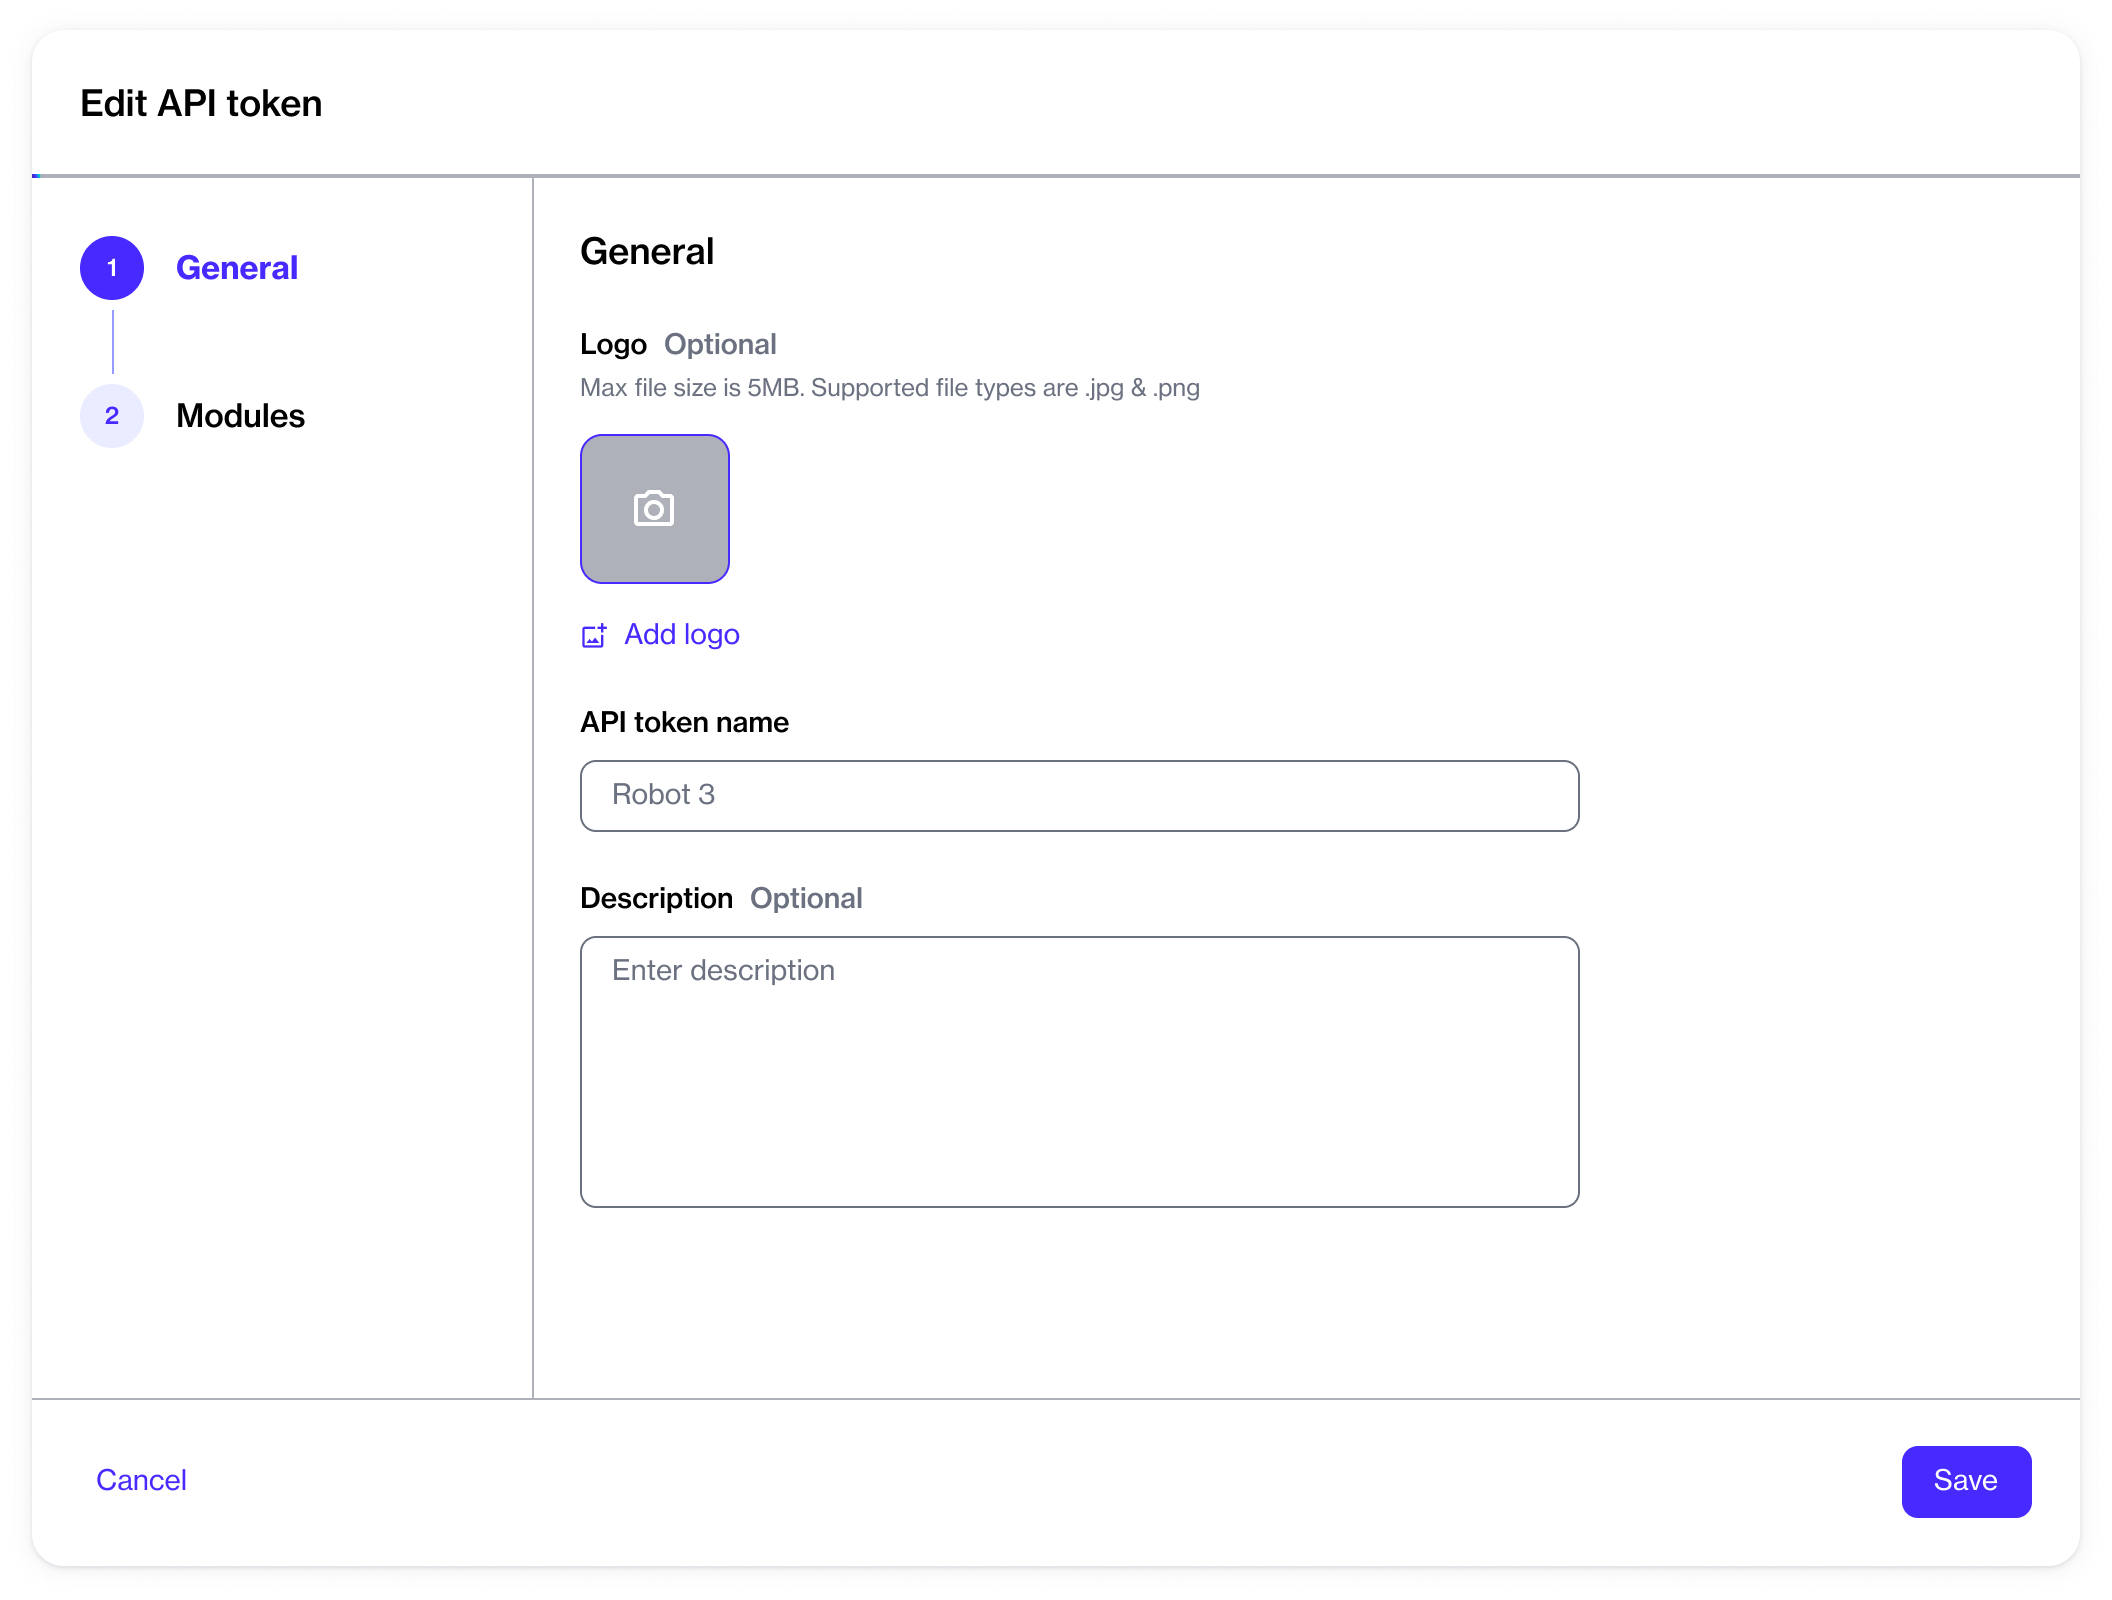 Edit API token
1 General
2 Modules
General
Logo Optional
Max file size is 5MB. Supported file types are .jpg & .png
Add logo
API token name
Robot 3
Description Optional
Enter description
Cancel
Save